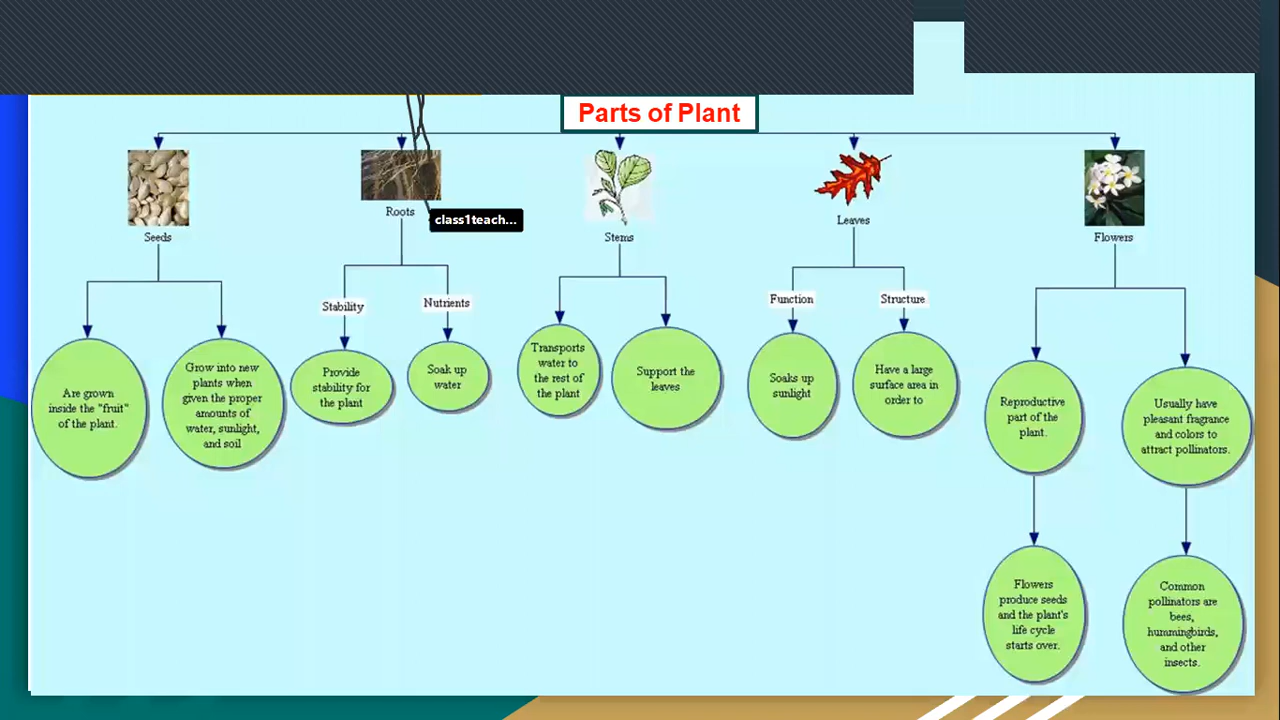 Parts of Plant
Seeds
Roots
class1teach...
Stems
Leaves
Flowers
Stability
Nutrients
Function
Structure
Are grown
inside the "fruit"
of the plant.
Grow into new
plants when
given the proper
amounts of
water, sunlight,
and soil
Provide
stability for
the plant
Soak up
water
Transports
water to
the rest of
the plant
Support the
leaves
Soaks up
sunlight
Have a large
surface area in
order to
Reproductive
part of the
plant.
Usually have
pleasant fragrance
and colors to
attract pollinators.
Flowers
produce seeds
and the plant's
life cycle
starts over.
Common
pollinators are
bees,
hummingbirds,
and other
insects.